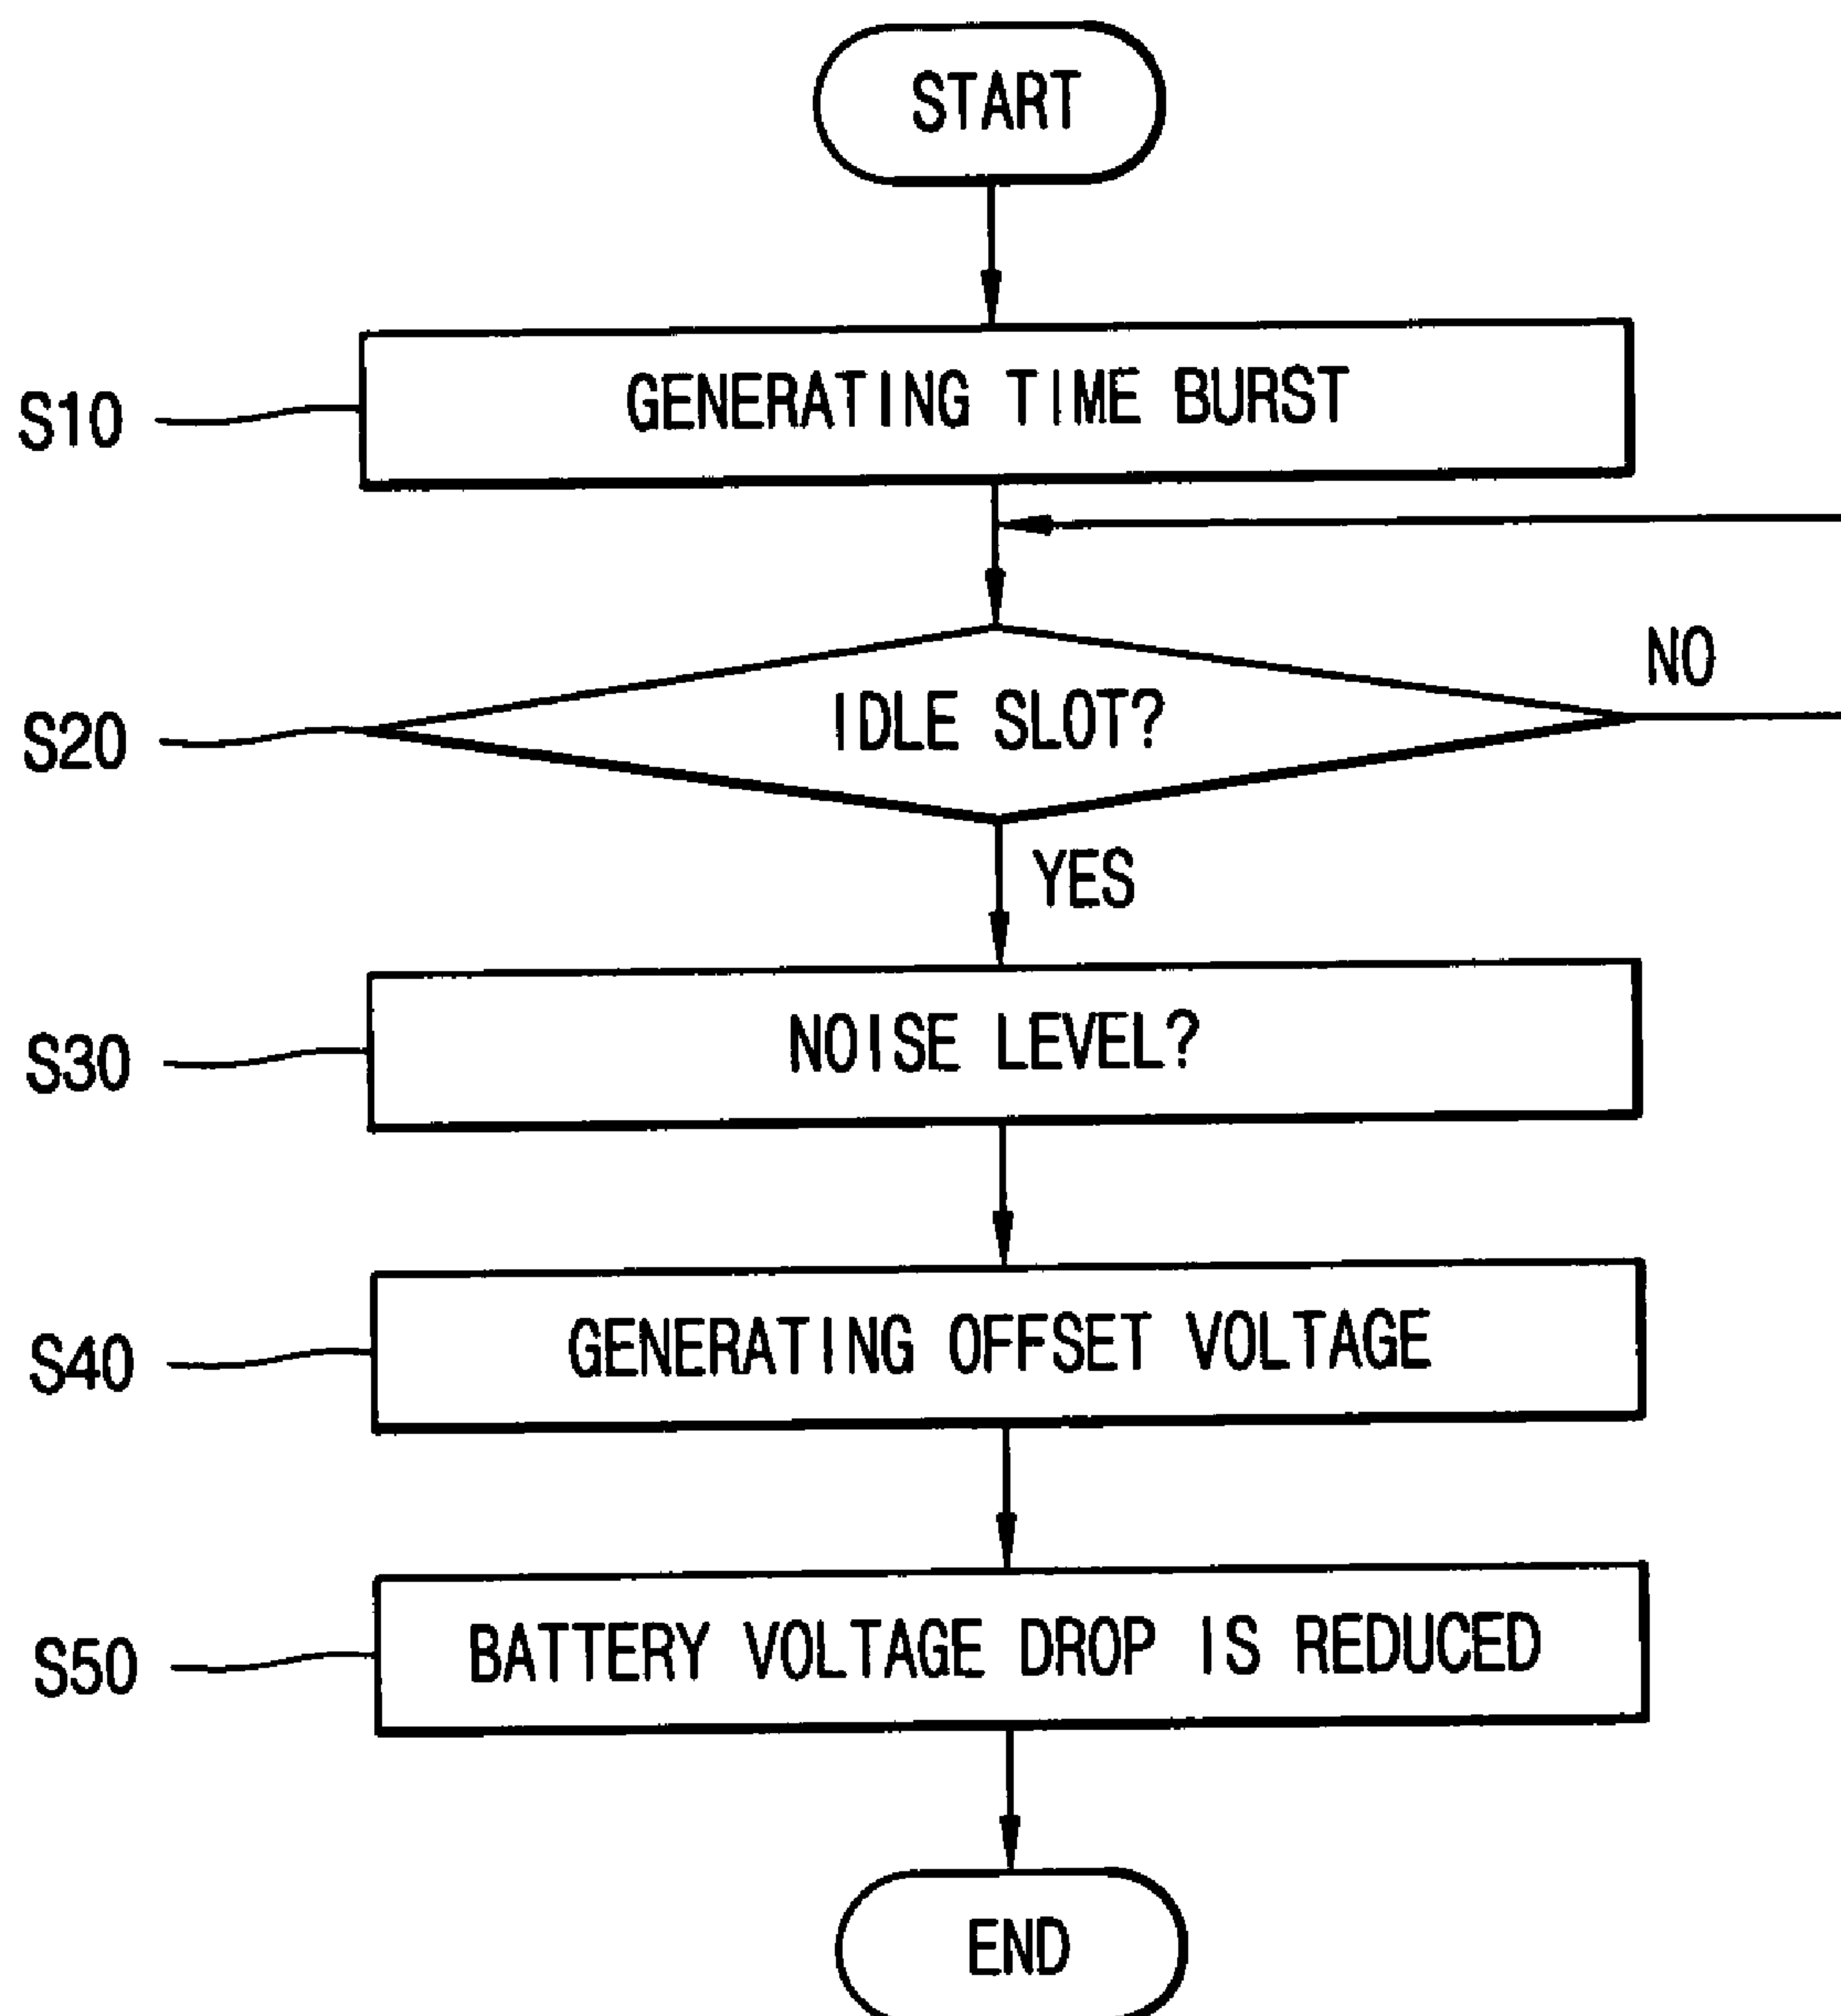 START
S10
GENERATING TIME BURST
S20
IDLE SLOT?
NO
YES
S30
NOISE LEVEL?
S40
GENERATING OFFSET VOLTAGE
S50
BATTERY VOLTAGE DROP IS REDUCED
END